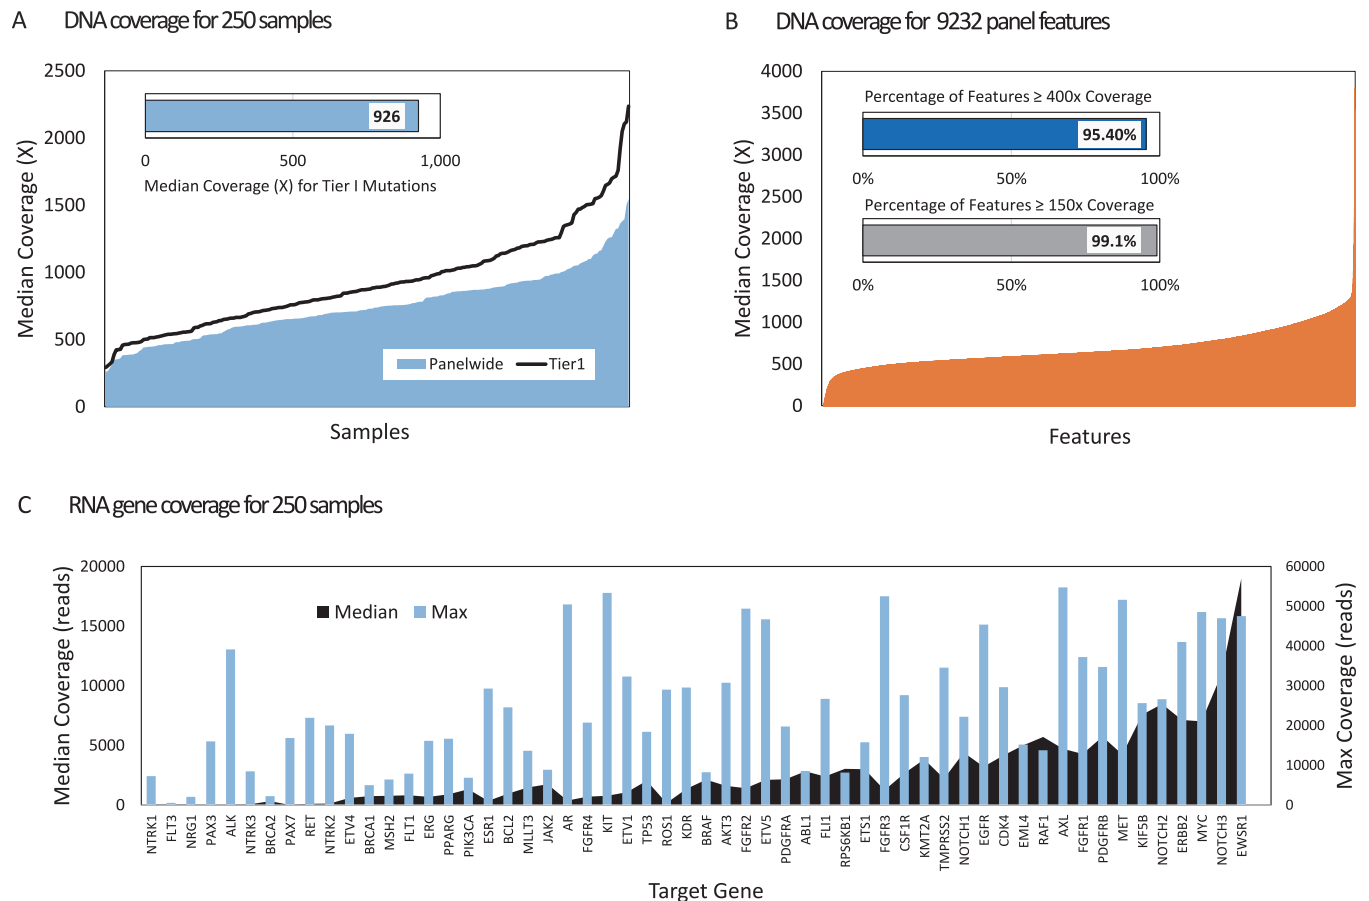 A DNA coverage for 250 samples
2500
2000
1500
1000
500
0
Median Coverage (X)
926
0 500 1,000
Median Coverage (X) for Tier I Mutations
Panelwide Tier1
Samples
B DNA coverage for 9232 panel features
4000
3500
3000
2500
2000
1500
1000
500
0
Median Coverage (X)
Percentage of Features ≥ 400x Coverage
95.40%
0% 50% 100%
Percentage of Features ≥ 150x Coverage
99.1%
0% 50% 100%
Features
C RNA gene coverage for 250 samples
20000
15000
10000
5000
0
Median Coverage (reads)
Median Max
60000
50000
40000
30000
20000
10000
0
Max Coverage (reads)
NTRK1
FLT3
NRG1
PAX3
ALK
NTRK3
BRCA2
PAX7
RET
NTRK2
ETV4
BRCA1
MSH2
FLT1
ERG
PPARG
PIK3CA
ESR1
BCL2
MLLT3
JAK2
AR
FGFR4
KIT
ETV1
TP53
ROS1
KDR
BRAF
AKT3
FGFR2
ETV5
PDGFRA
ABL1
FLI1
RPS6KB1
ETS1
FGFR3
CSF1R
KMT2A
TMPRSS2
NOTCH1
EGFR
CDK4
EML4
RAF1
AXL
FGFR1
PDGFRB
MET
KIF5B
NOTCH2
ERBB2
MYC
NOTCH3
EWSR1
Target Gene